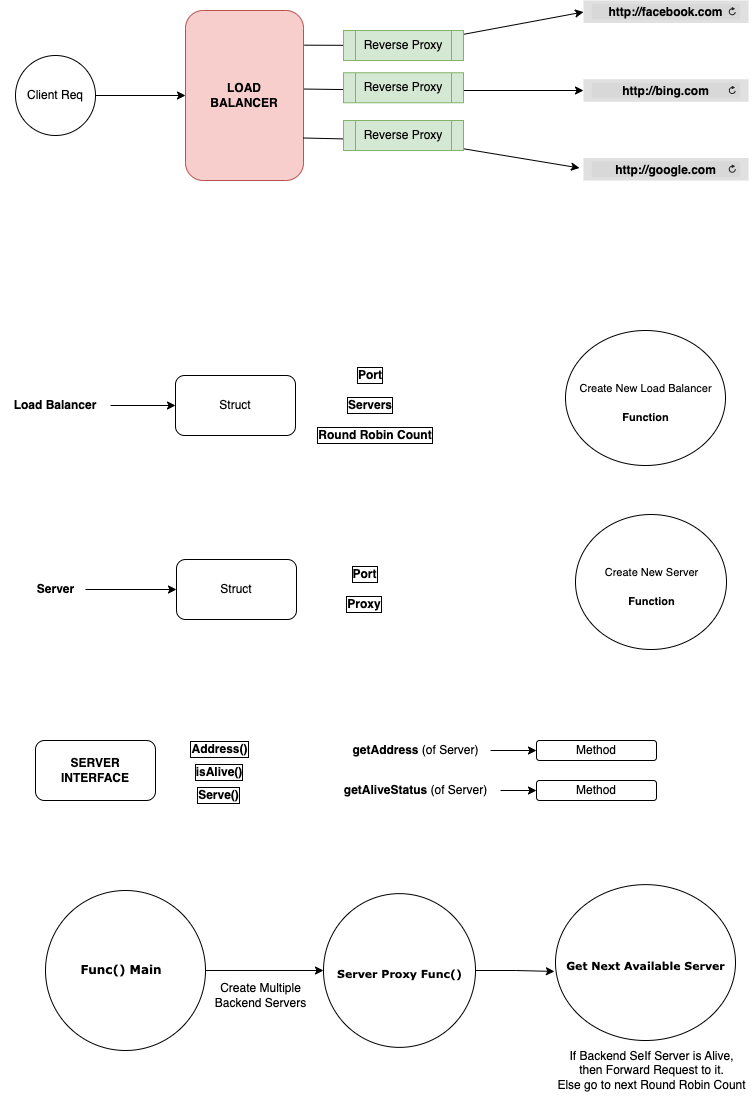 http://facebook.com
Reverse Proxy
Client Req
LOAD
BALANCER
Reverse Proxy
http://bing.com
Reverse Proxy
http://google.com
Load Balancer
Struct
Port
Servers
Round Robin Count
Create New Load Balancer
Function
Server
Struct
Port
Proxy
Create New Server
Function
SERVER
INTERFACE
Address()
isAlive()
Serve()
getAddress (of Server)
Method
getAliveStatus (of Server)
Method
Func() Main
Create Multiple
Backend Servers
Server Proxy Func()
Get Next Available Server
If Backend Self Server is Alive,
then Forward Request to it.
Else go to next Round Robin Count